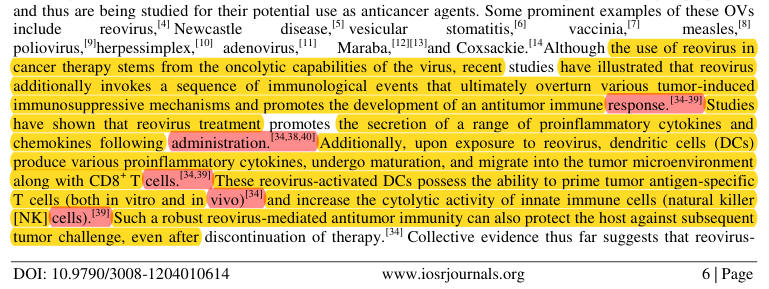 and thus are being studied for their potential use as anticancer agents. Some prominent examples of these OVs
include reovirus,[4] Newcastle disease,[5] vesicular stomatitis,[6] vaccinia,[7] measles,[8]
poliovirus,[9]herpessimplex,[10] adenovirus,[11] Maraba,[12][13]and Coxsackie.[14Although the use of reovirus in
cancer therapy stems from the oncolytic capabilities of the virus, recent studies have illustrated that reovirus
additionally invokes a sequence of immunological events that ultimately overturn various tumor-induced
immunosuppressive mechanisms and promotes the development of an antitumor immune response.[34-39]Studies
have shown that reovirus treatment promotes the secretion of a range of proinflammatory cytokines and
chemokines following administration.[34,38,40]Additionally, upon exposure to reovirus, dendritic cells (DCs)
produce various proinflammatory cytokines, undergo maturation, and migrate into the tumor microenvironment
along with CD8+ T cells.[34,39]These reovirus-activated DCs possess the ability to prime tumor antigen-specific
T cells (both in vitro and in vivo)[34] and increase the cytolytic activity of innate immune cells (natural killer
[NK] cells).[39] Such a robust reovirus-mediated antitumor immunity can also protect the host against subsequent
tumor challenge, even after discontinuation of therapy.[34] Collective evidence thus far suggests that reovirus-
DOI: 10.9790/3008-1204010614 www.iosrjournals.org 6 | Page